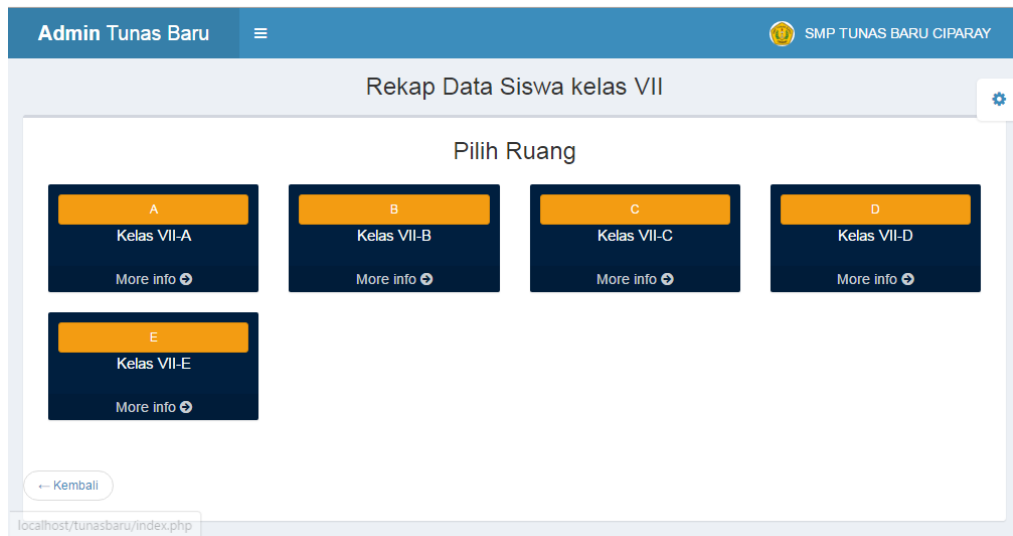 Admin Tunas Baru SMP TUNAS BARU CIPARAY
Rekap Data Siswa kelas VII
Pilih Ruang
A B C D
Kelas VII-A Kelas VII-B Kelas VII-C Kelas VII-D
More info More info More info More info
E
Kelas VII-E
More info
← Kembali
localhost/tunasbaru/index.php